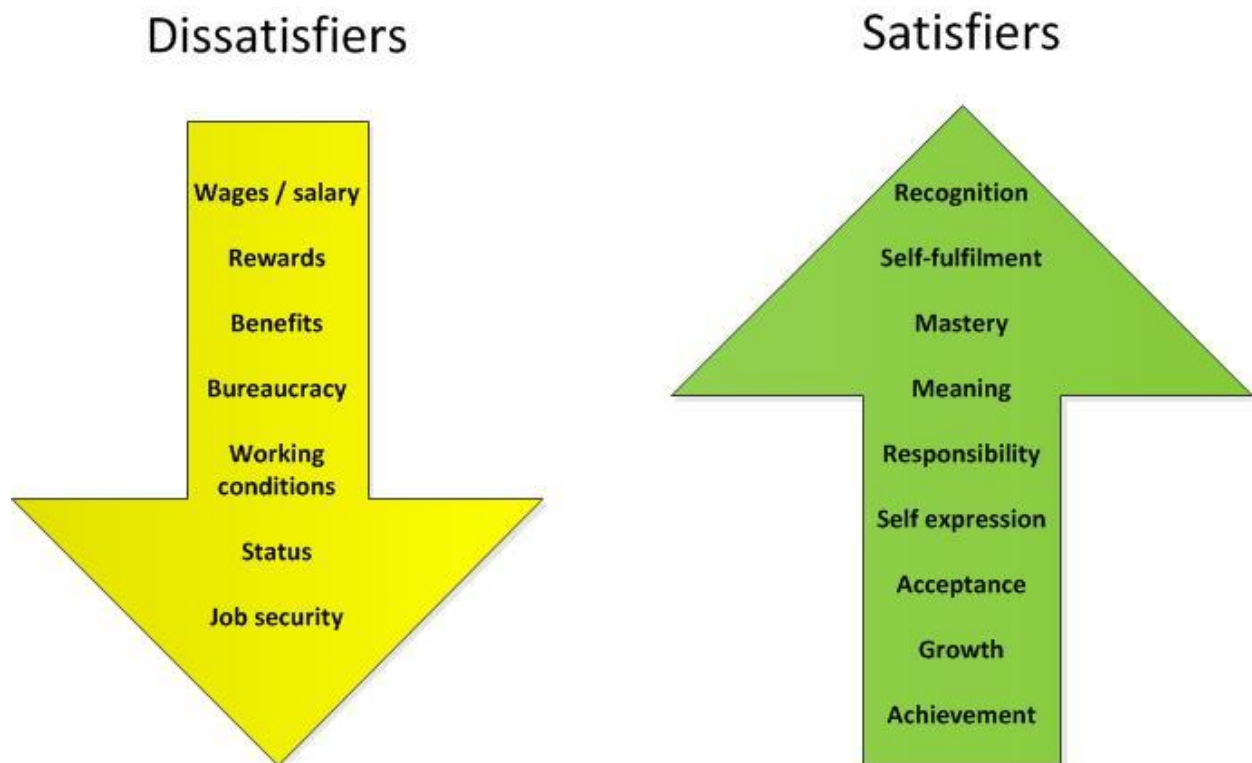 Dissatisfiers
Wages / salary
Rewards
Benefits
Bureaucracy
Working
conditions
Status
Job security
Satisfiers
Recognition
Self-fulfilment
Mastery
Meaning
Responsibility
Self expression
Acceptance
Growth
Achievement